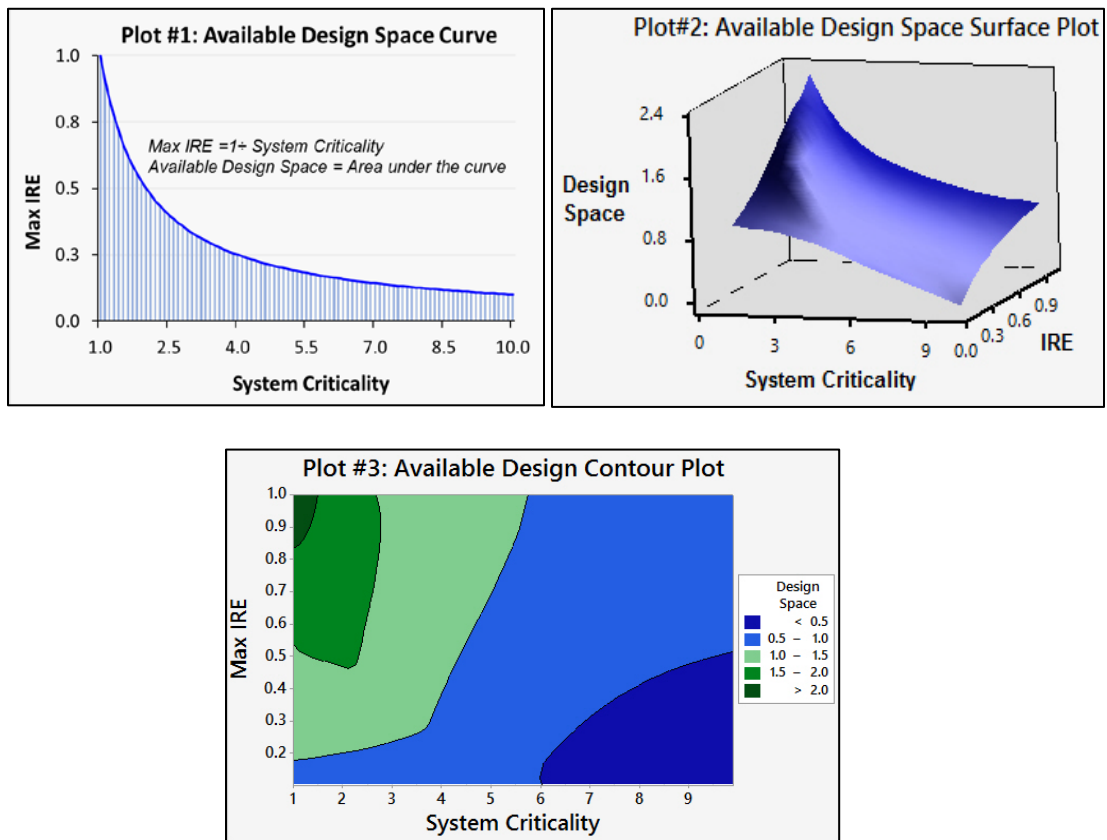 Plot #1: Available Design Space Curve
1.0
0.8
0.5
0.3
0.0
Max IRE
Max IRE =1÷ System Criticality
Available Design Space = Area under the curve
1.0 2.5 4.0 5.5 7.0 8.5 10.0
System Criticality
Plot#2: Available Design Space Surface Plot
2.4
1.6
0.8
0.0
Design
Space
0 3 6 9
System Criticality
0.0 0.3 0.6 0.9
IRE
Plot #3: Available Design Contour Plot
1.0
0.9
0.8
0.7
0.6
0.5
0.4
0.3
0.2
Max IRE
1 2 3 4 5 6 7 8 9
System Criticality
Design
Space
< 0.5
0.5 – 1.0
1.0 – 1.5
1.5 – 2.0
> 2.0